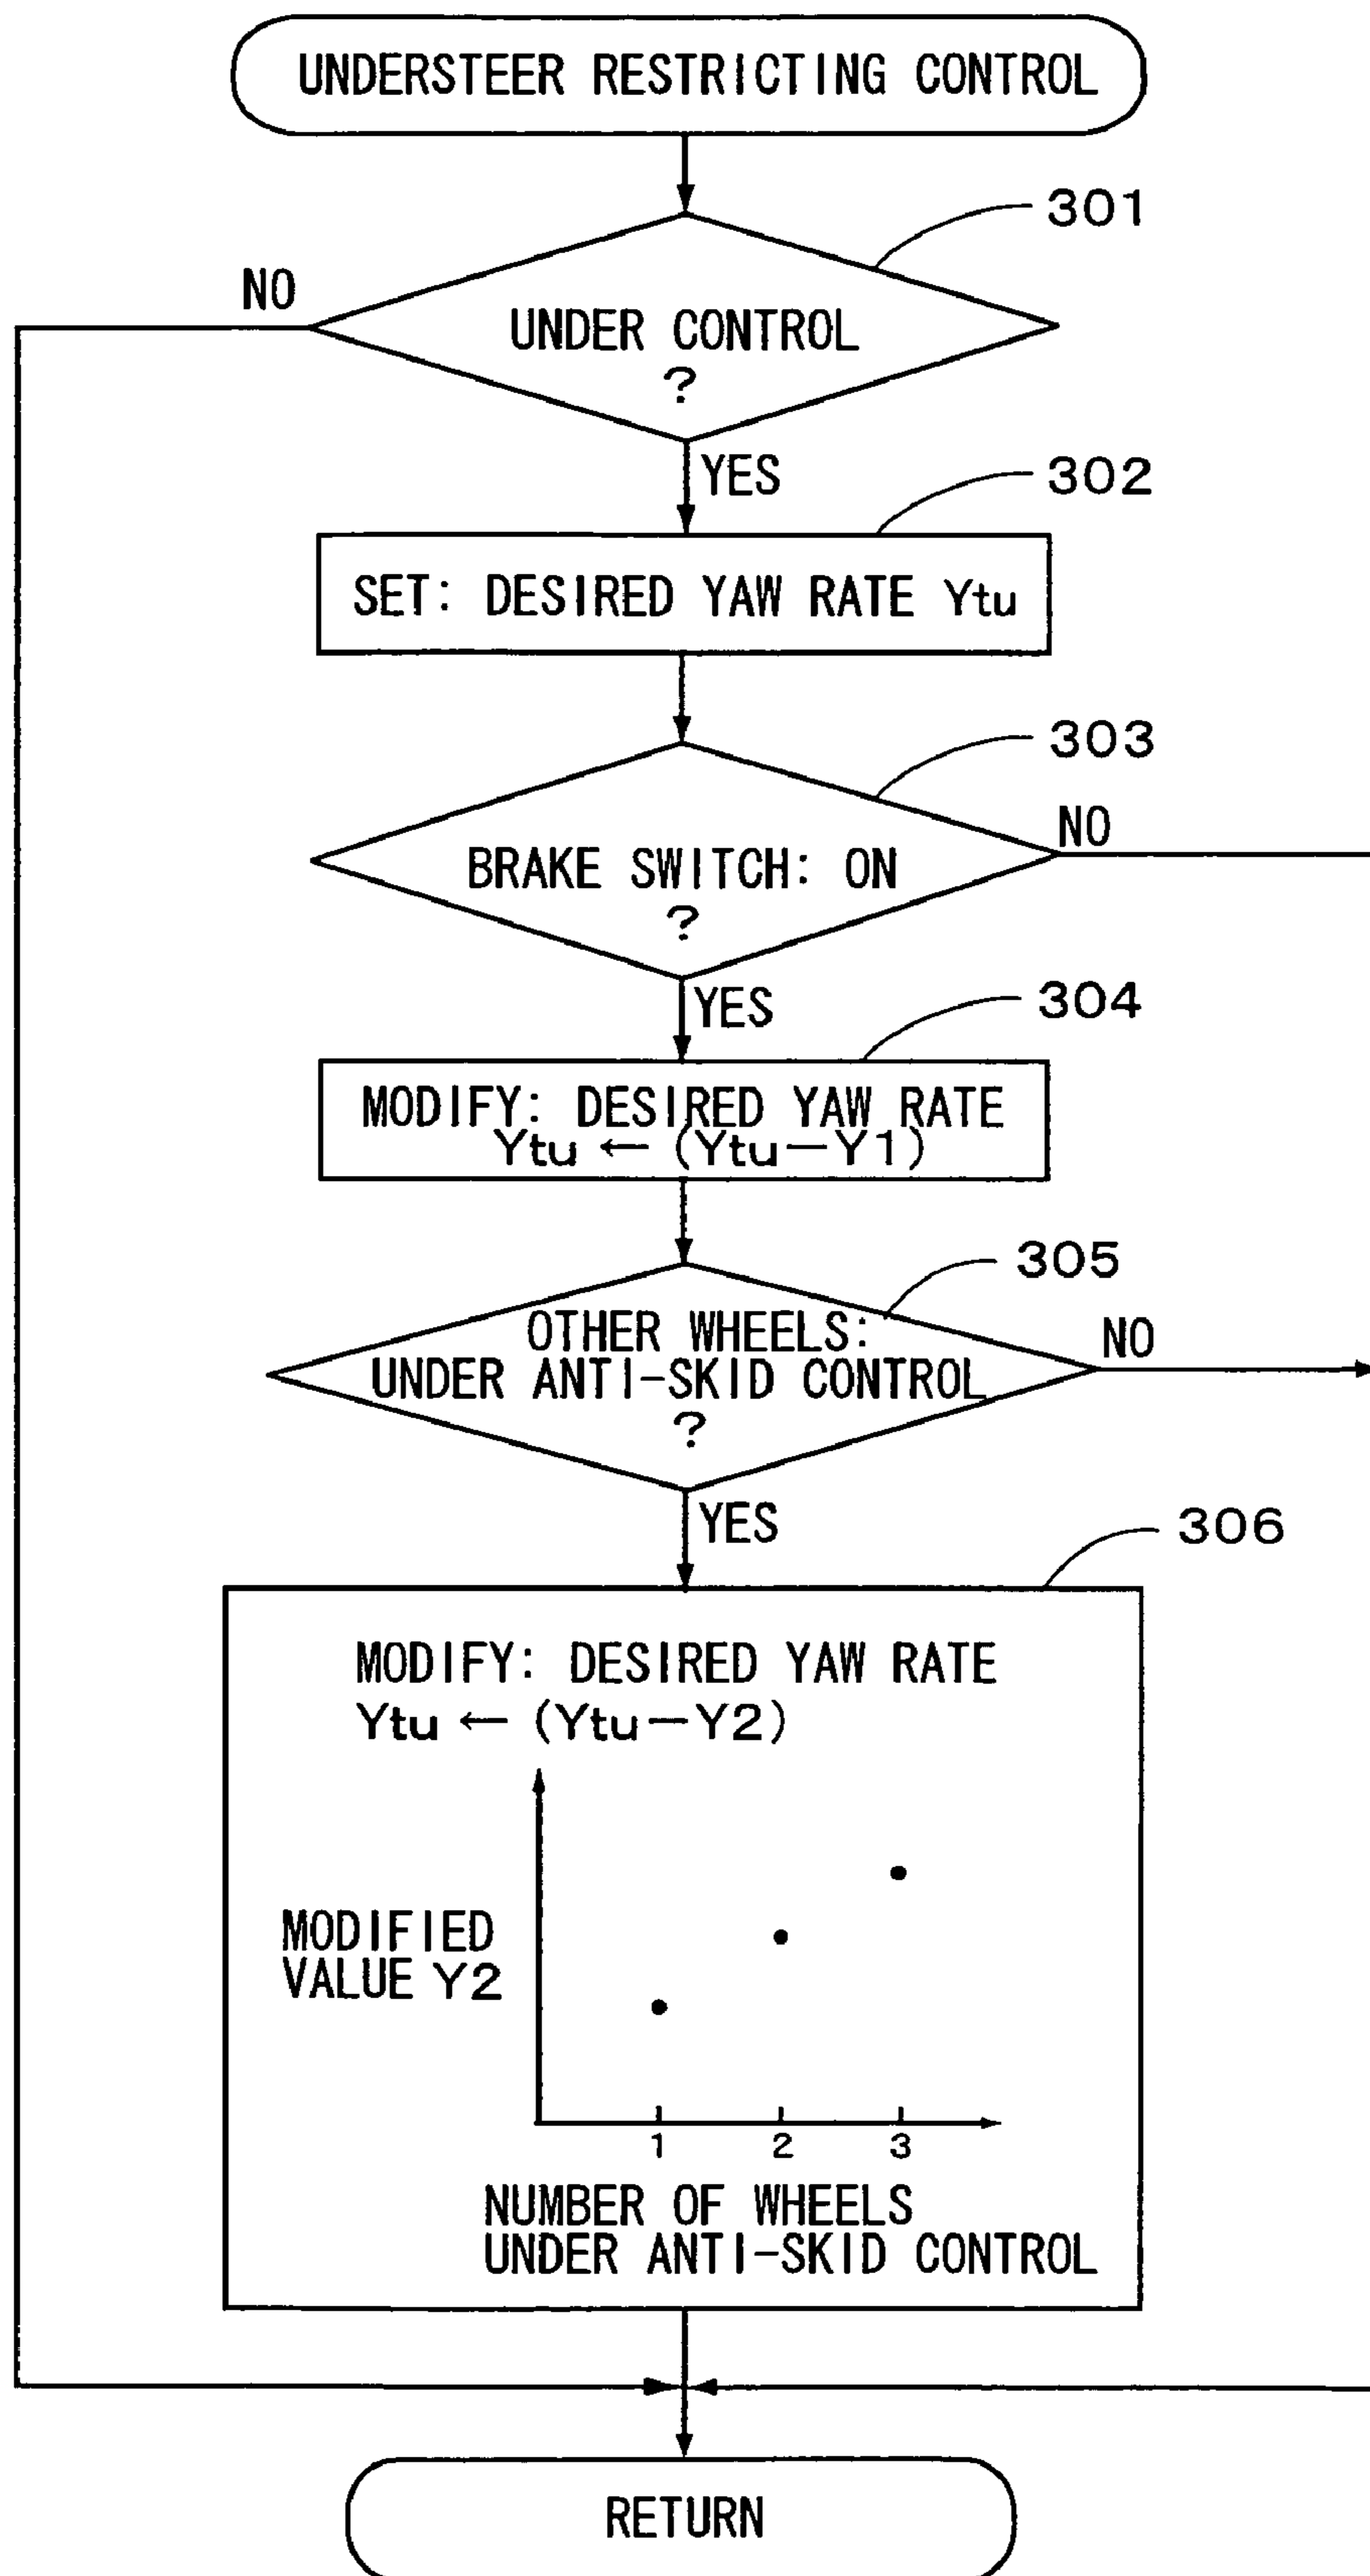 UNDERSTEER RESTRICTING CONTROL
301
NO
UNDER CONTROL
?
YES
302
SET: DESIRED YAW RATE Ytu
303
NO
BRAKE SWITCH: ON
?
YES
304
MODIFY: DESIRED YAW RATE
Ytu ← (Ytu－Y1)
305
OTHER WHEELS:
NO
UNDER ANTI-SKID CONTROL
?
YES
306
MODIFY: DESIRED YAW RATE
Ytu ← (Ytu－Y2)
MODIFIED
VALUE Y2
1 2 3
NUMBER OF WHEELS
UNDER ANTI-SKID CONTROL
RETURN